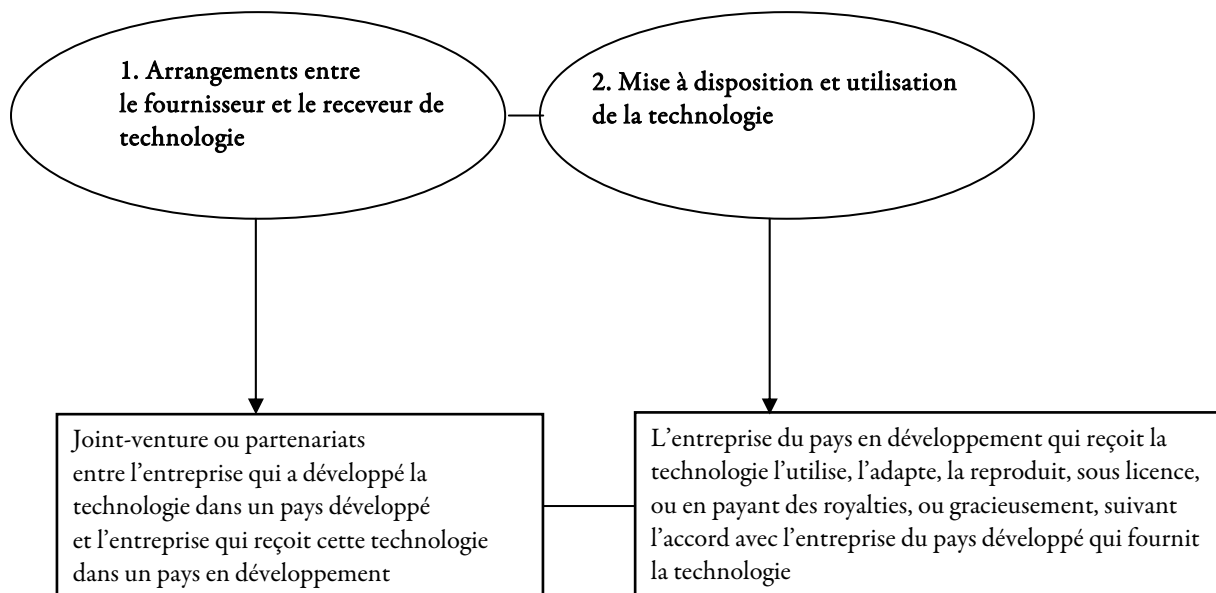 1. Arrangements entre
le fournisseur et le receveur de
technologie
2. Mise à disposition et utilisation
de la technologie
Joint-venture ou partenariats
entre l’entreprise qui a développé la
technologie dans un pays développé
et l’entreprise qui reçoit cette technologie
dans un pays en développement
L’entreprise du pays en développement qui reçoit la
technologie l’utilise, l’adapte, la reproduit, sous licence,
ou en payant des royalties, ou gracieusement, suivant
l’accord avec l’entreprise du pays développé qui fournit
la technologie